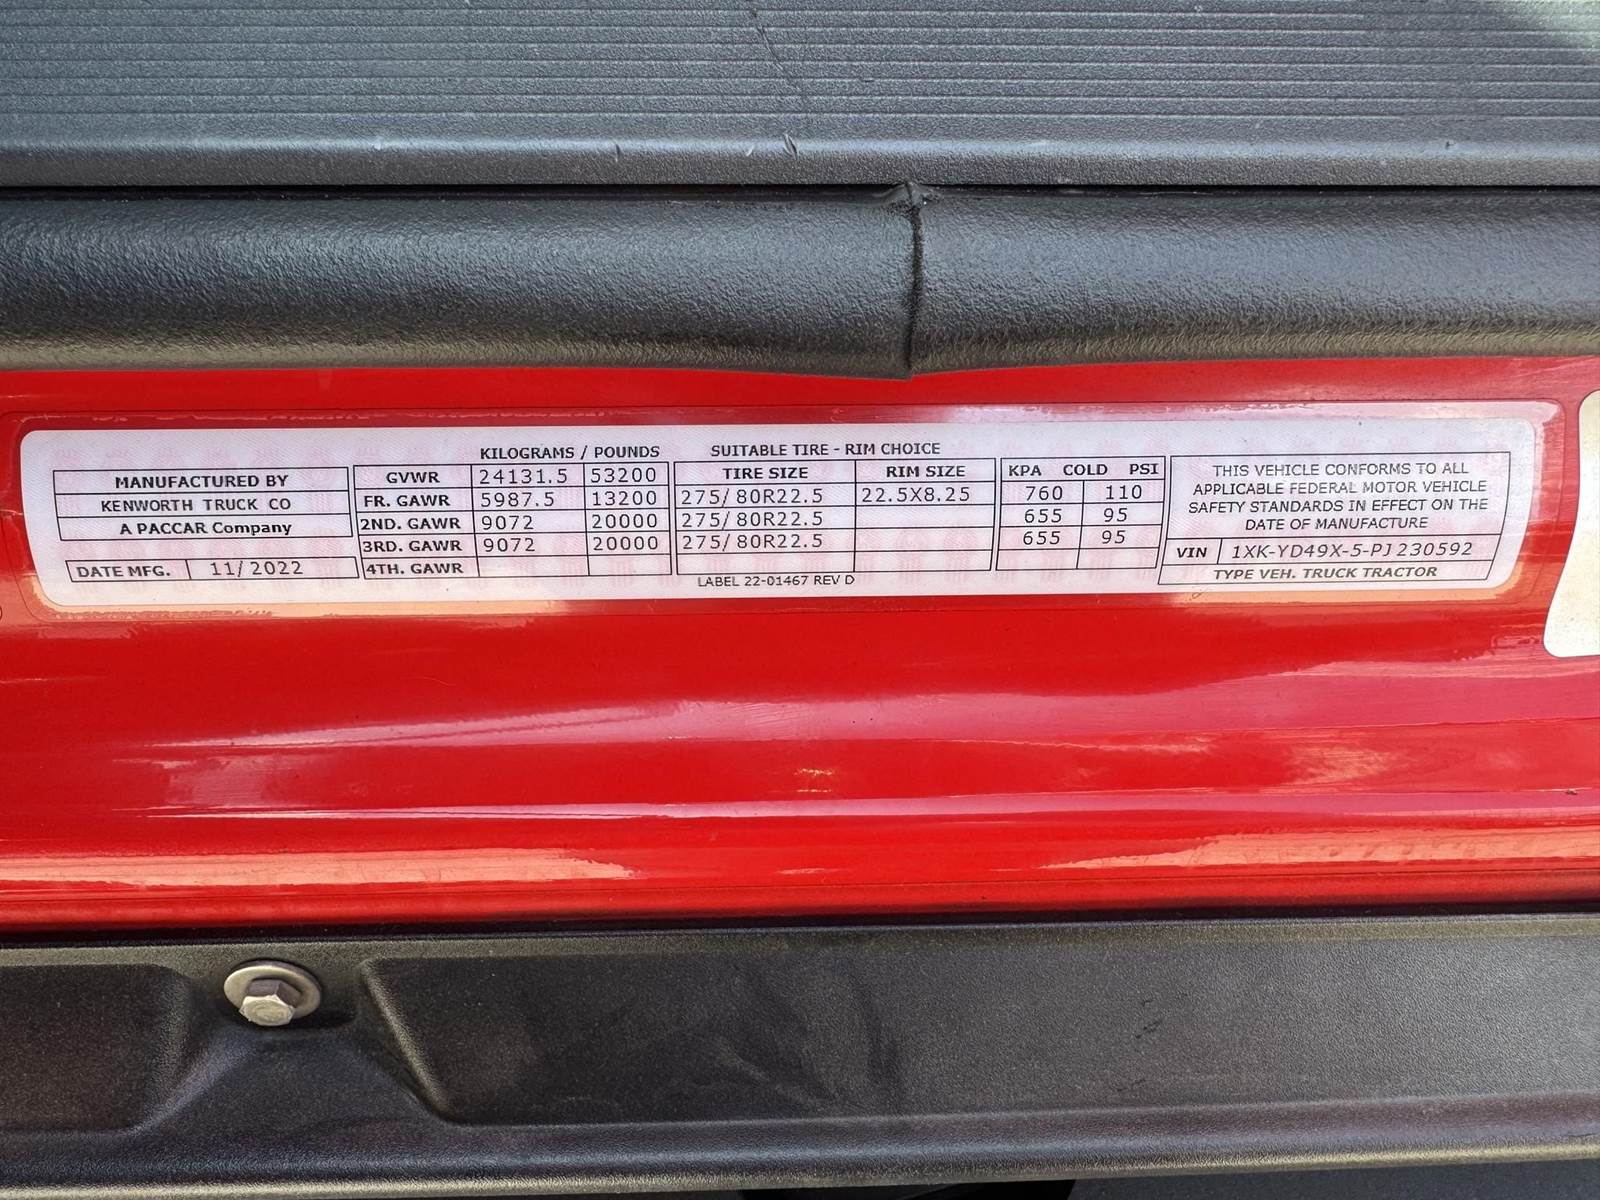 KILOGRAMS / POUNDS SUITABLE TIRE - RIM CHOICE
MANUFACTURED BY
KENWORTH TRUCK CO
A PACCAR Company
DATE MFG. 11/2022
GVWR 24131.5 53200
FR. GAWR 5987.5 13200
2ND. GAWR 9072 20000
3RD. GAWR 9072 20000
4TH. GAWR
TIRE SIZE RIM SIZE
275/80R22.5 22.5X8.25
275/80R22.5
275/80R22.5
LABEL 22-01467 REV D
KPA COLD PSI
760 110
655 95
655 95
THIS VEHICLE CONFORMS TO ALL
APPLICABLE FEDERAL MOTOR VEHICLE
SAFETY STANDARDS IN EFFECT ON THE
DATE OF MANUFACTURE
VIN 1XK-YD49X-5-PJ230592
TYPE VEH. TRUCK TRACTOR